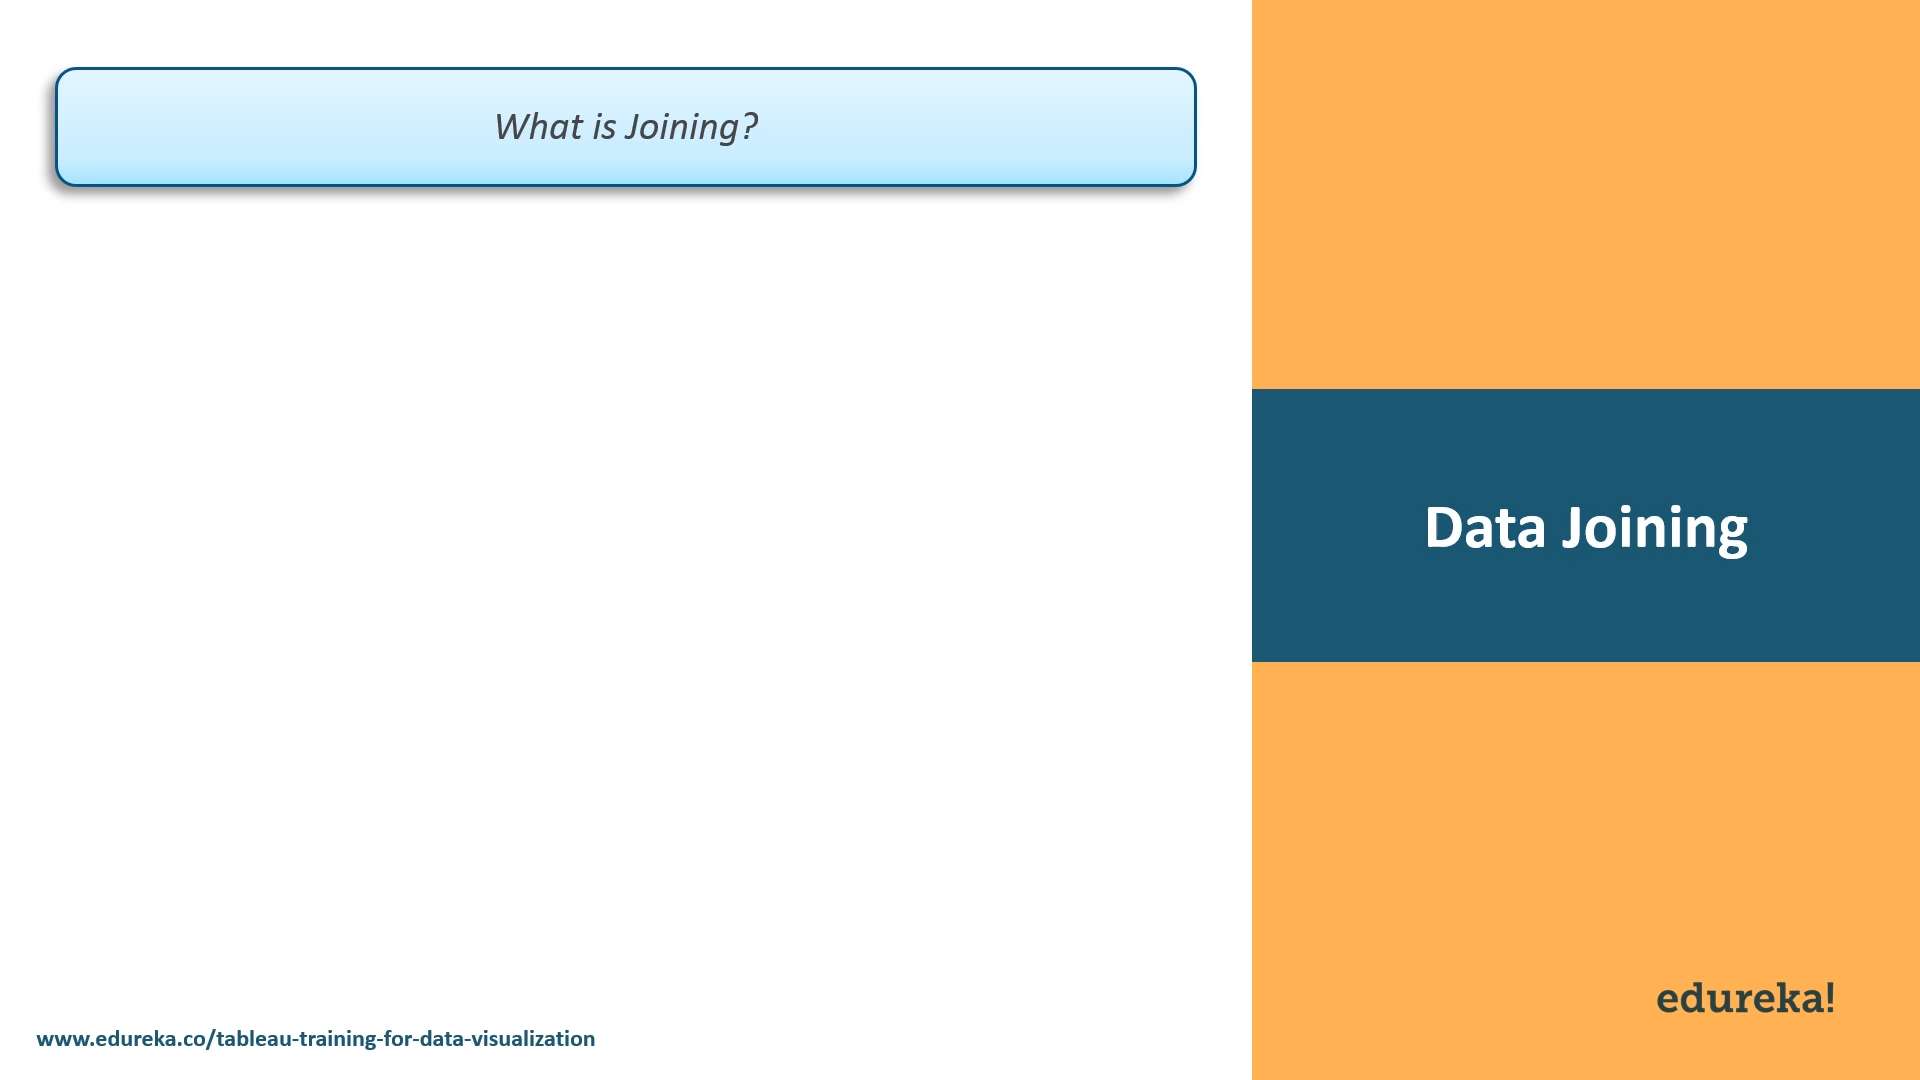 What is Joining?
Data Joining
edureka!
www.edureka.co/tableau-training-for-data-visualization